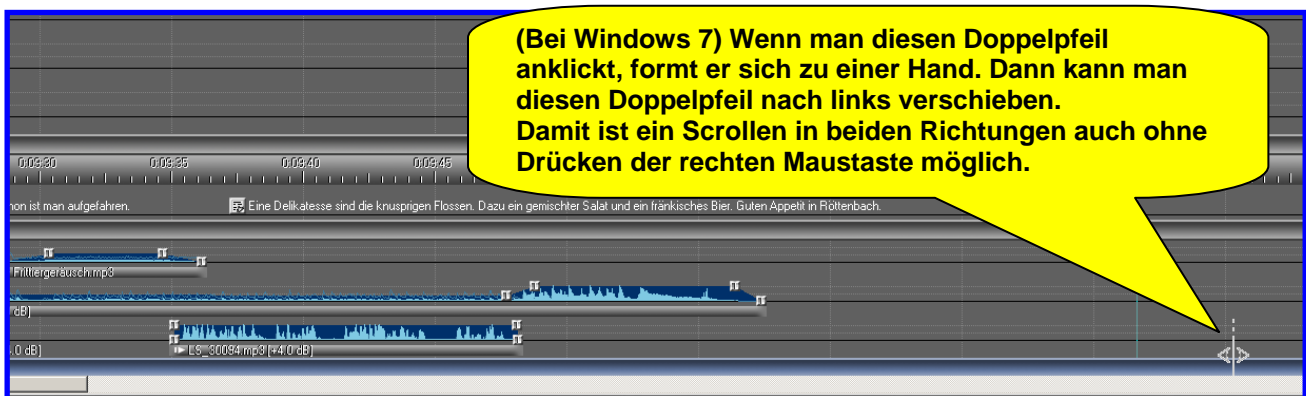 (Bei Windows 7) Wenn man diesen Doppelpfeil
anklickt, formt er sich zu einer Hand. Dann kann man
diesen Doppelpfeil nach links verschieben.
Damit ist ein Scrollen in beiden Richtungen auch ohne
Drücken der rechten Maustaste möglich.
0:09:30 0:09:35 0:09:40 0:09:45
hon ist man aufgefahren. Eine Delikatesse sind die knusprigen Flossen. Dazu ein gemischter Salat und ein fränkisches Bier. Guten Appetit in Röttenbach.
Frittiergeräusch.mp3
dB]
.0 dB] LS_30094.mp3 [+4.0 dB]